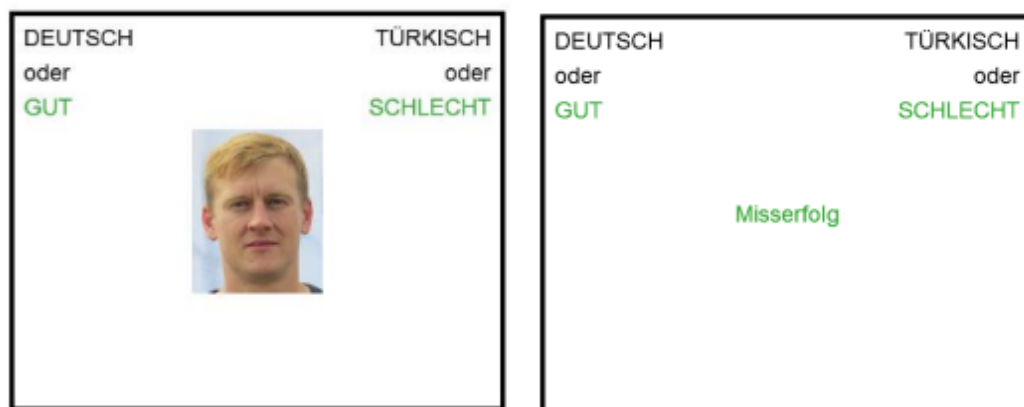 DEUTSCH TÜRKISCH
oder oder
GUT SCHLECHT
DEUTSCH TÜRKISCH
oder oder
GUT SCHLECHT
Misserfolg